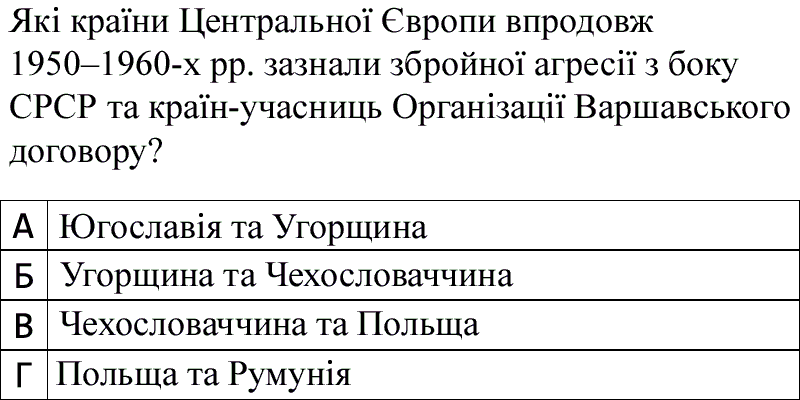 Які країни Центральної Європи впродовж
1950–1960-х рр. зазнали збройної агресії з боку
СРСР та країн-учасниць Організації Варшавського
договору?
А Югославія та Угорщина
Б Угорщина та Чехословаччина
В Чехословаччина та Польща
Г Польща та Румунія